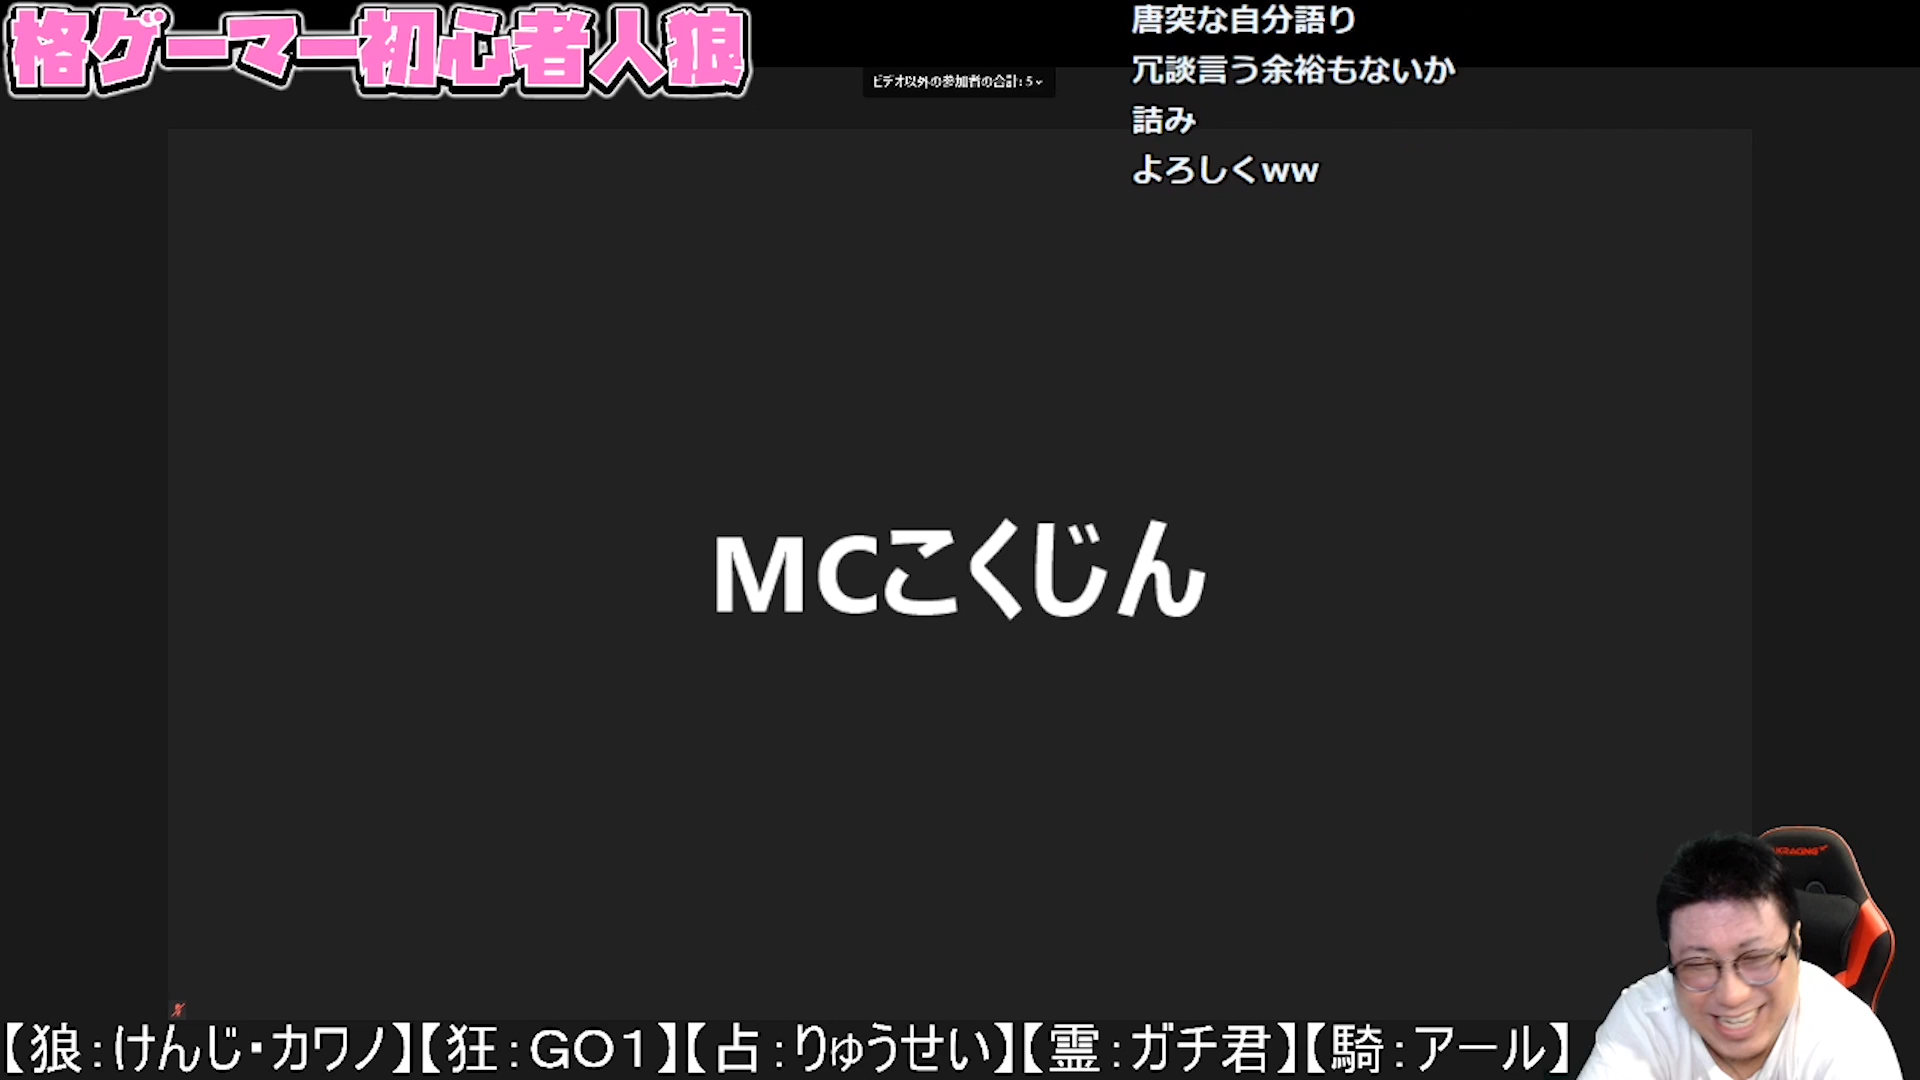 格ゲーマー初心者人狼
唐突な自分語り
冗談言う余裕もないか
詰み
よろしくww
ビデオ以外の参加者の合計: 5
MCこくじん
【狼：けんじ・カワノ】【狂：GO1】【占：りゅうせい】【霊：ガチ君】【騎：アール】